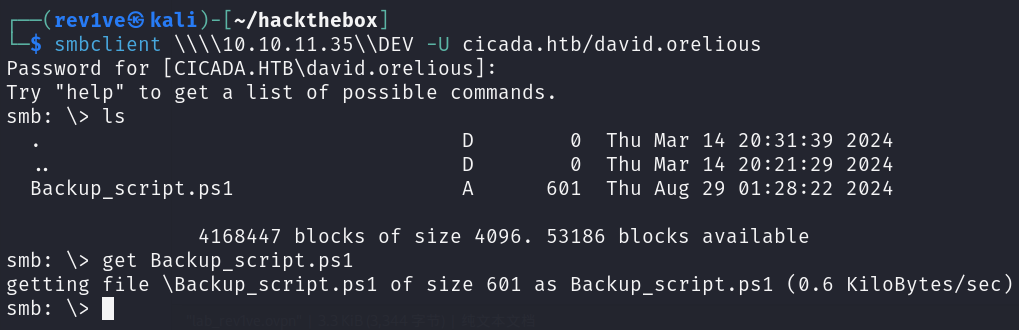 ┌──(rev1ve㉿kali)-[~/hackthebox]
└─$ smbclient \\\\10.10.11.35\\DEV -U cicada.htb/david.orelious
Password for [CICADA.HTB\david.orelious]:
Try "help" to get a list of possible commands.
smb: \> ls
  .                                   D        0  Thu Mar 14 20:31:39 2024
  ..                                  D        0  Thu Mar 14 20:21:29 2024
  Backup_script.ps1                   A      601  Thu Aug 29 01:28:22 2024
                4168447 blocks of size 4096. 53186 blocks available
smb: \> get Backup_script.ps1
getting file \Backup_script.ps1 of size 601 as Backup_script.ps1 (0.6 KiloBytes/sec)
smb: \>